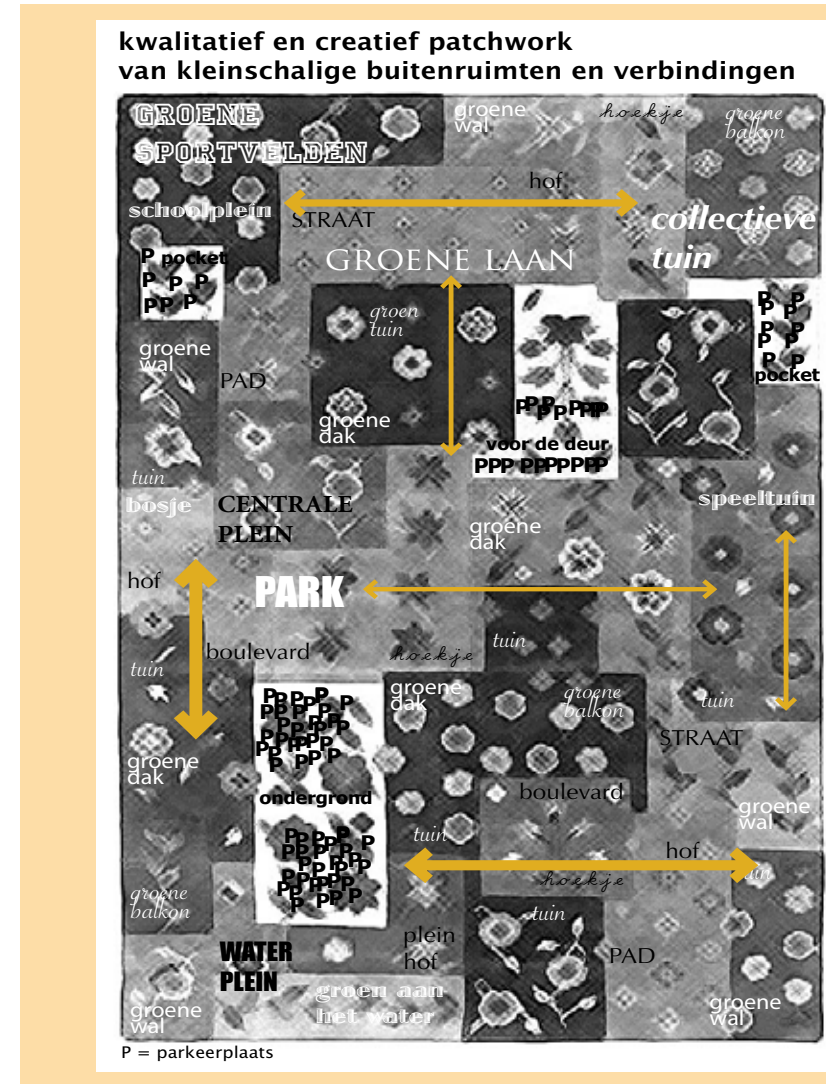 kwalitatief en creatief patchwork
van kleinschalige buitenruimten en verbindingen
GROENE
SPORTVELDEN
groene
wal
hoekje
groene
balkon
hof
schoolplein
STRAAT
collectieve
tuin
P pocket
P P P
PP P
GROENE LAAN
groen
tuin
P P
P
P P
P
P P
pocket
groene
wal
PAD
groene
dak
PPP PPPP
voor de deur
PPP PPPPPPP
tuin
bosje
CENTRALE
PLEIN
groene
dak
speeltuin
hof
PARK
boulevard
hoekje
tuin
tuin
groene
dak
groene
balkon
tuin
STRAAT
groene
dak
ondergrond
boulevard
groene
wal
tuin
hof
hoekje
tuin
groene
balkon
tuin
WATER
PLEIN
plein
hof
PAD
groen aan
het water
groene
wal
groene
wal
P = parkeerplaats